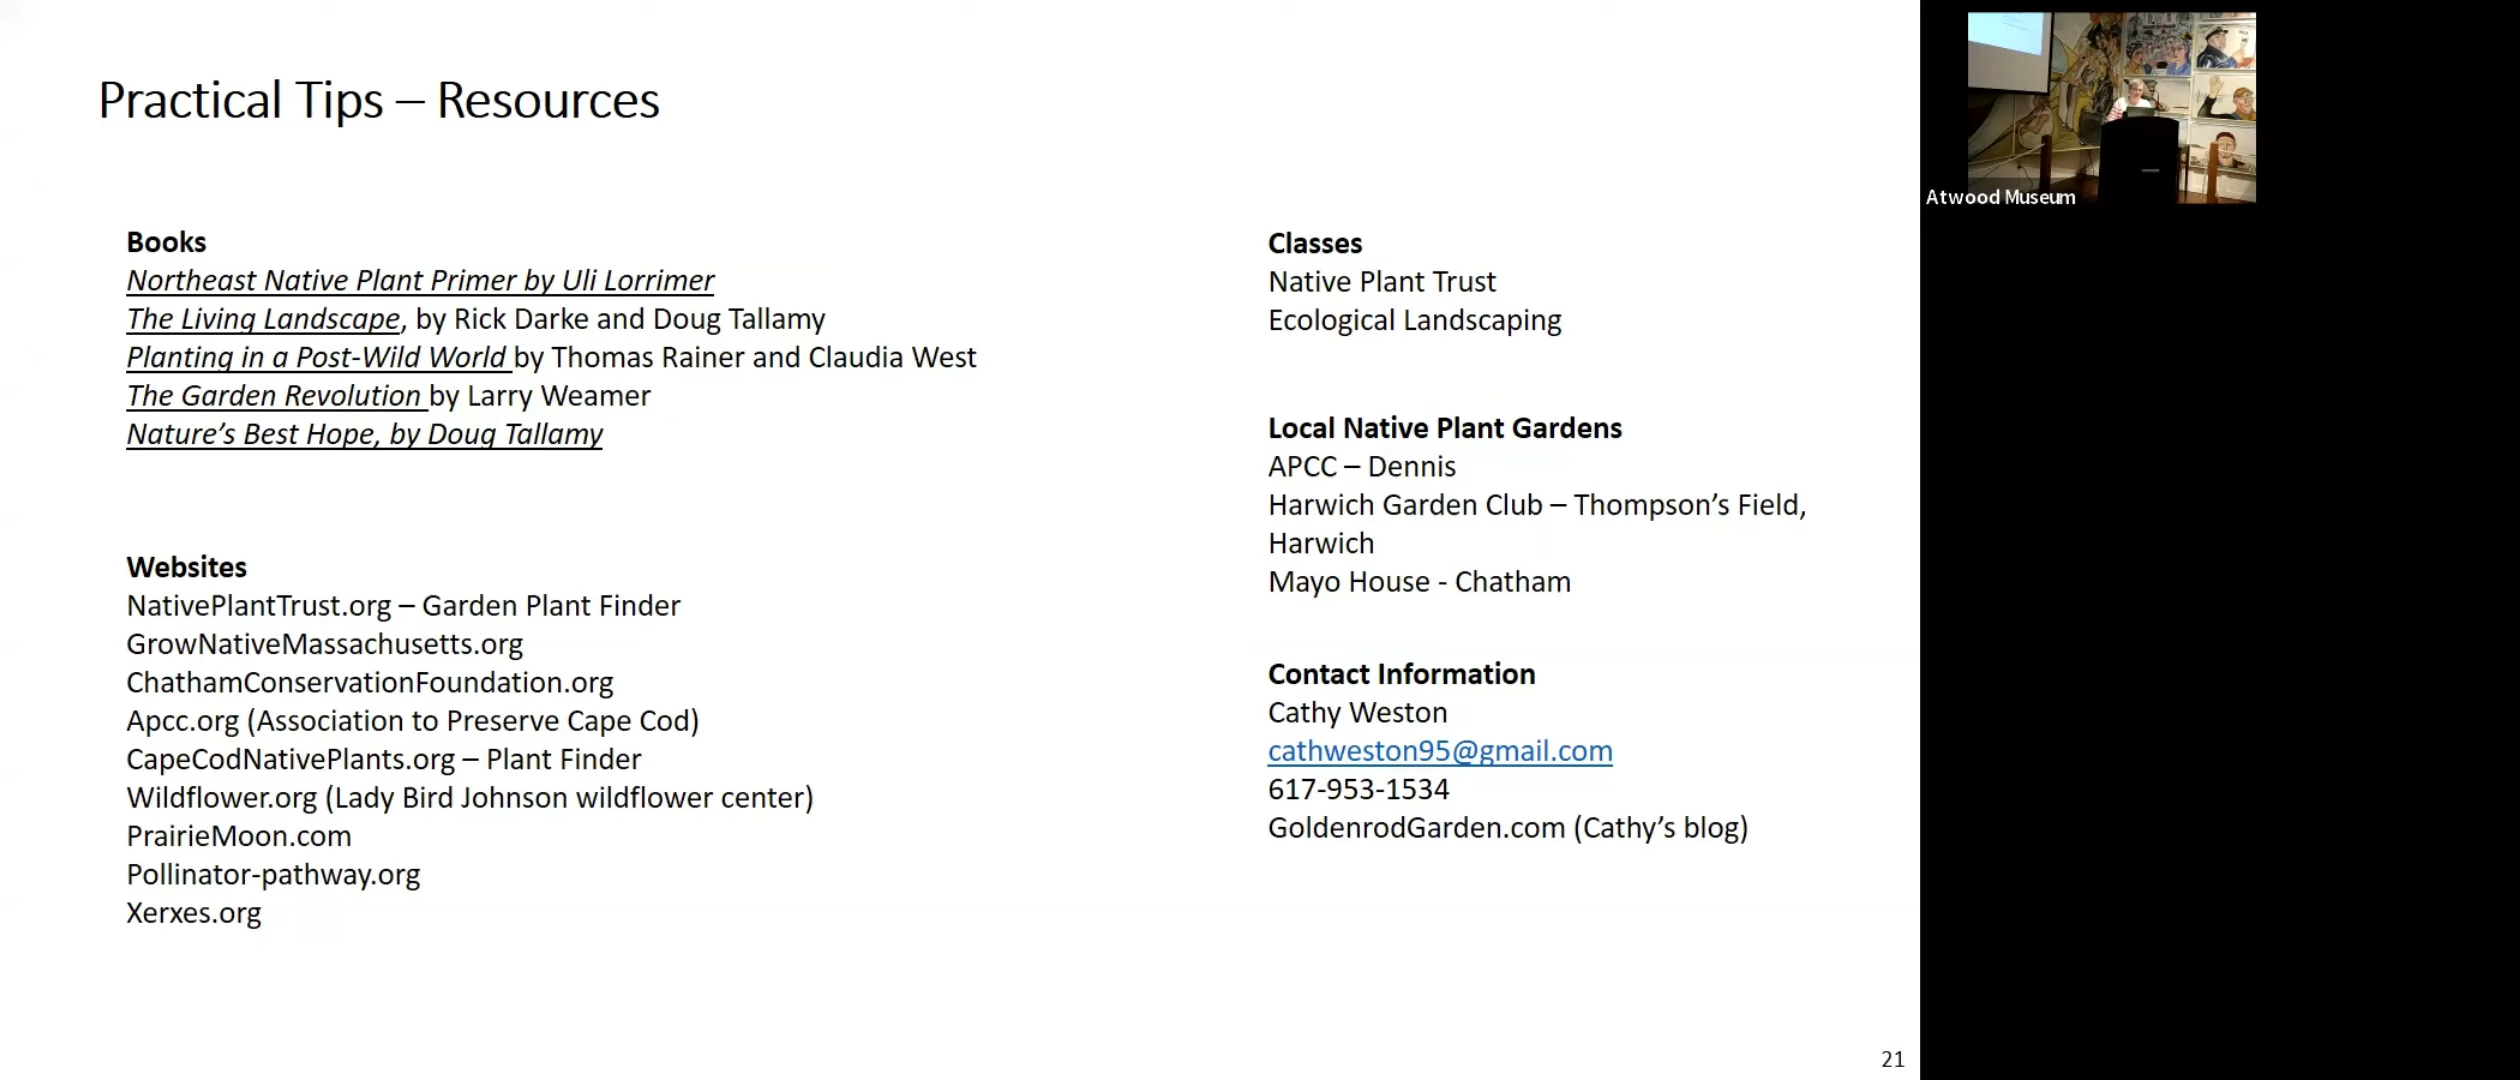 Practical Tips – Resources
Books
Northeast Native Plant Primer by Uli Lorrimer
The Living Landscape, by Rick Darke and Doug Tallamy
Planting in a Post-Wild World by Thomas Rainer and Claudia West
The Garden Revolution by Larry Weamer
Nature’s Best Hope, by Doug Tallamy
Websites
NativePlantTrust.org – Garden Plant Finder
GrowNativeMassachusetts.org
ChathamConservationFoundation.org
Apcc.org (Association to Preserve Cape Cod)
CapeCodNativePlants.org – Plant Finder
Wildflower.org (Lady Bird Johnson wildflower center)
PrairieMoon.com
Pollinator-pathway.org
Xerxes.org
Classes
Native Plant Trust
Ecological Landscaping
Local Native Plant Gardens
APCC – Dennis
Harwich Garden Club – Thompson’s Field,
Harwich
Mayo House - Chatham
Contact Information
Cathy Weston
cathweston95@gmail.com
617-953-1534
GoldenrodGarden.com (Cathy’s blog)
21
Atwood Museum